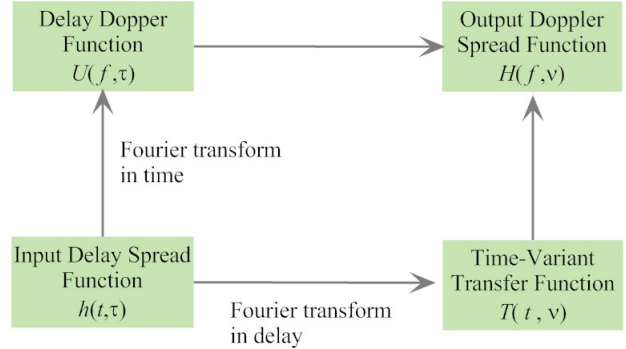 Delay Dopper
Function
U(f,τ)
Output Doppler
Spread Function
H(f,ν)
Fourier transform
in time
Input Delay Spread
Function
h(t,τ)
Time-Variant
Transfer Function
T( t , ν)
Fourier transform
in delay